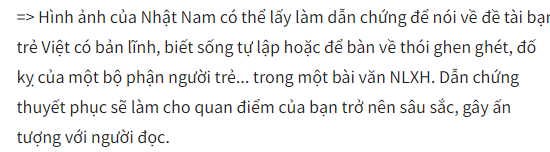 => Hình ảnh của Nhật Nam có thể lấy làm dẫn chứng để nói về đề tài bạn
trẻ Việt có bản lĩnh, biết sống tự lập hoặc để bàn về thói ghen ghét, đố
kỵ của một bộ phận người trẻ... trong một bài văn NLXH. Dẫn chứng
thuyết phục sẽ làm cho quan điểm của bạn trở nên sâu sắc, gây ấn
tượng với người đọc.